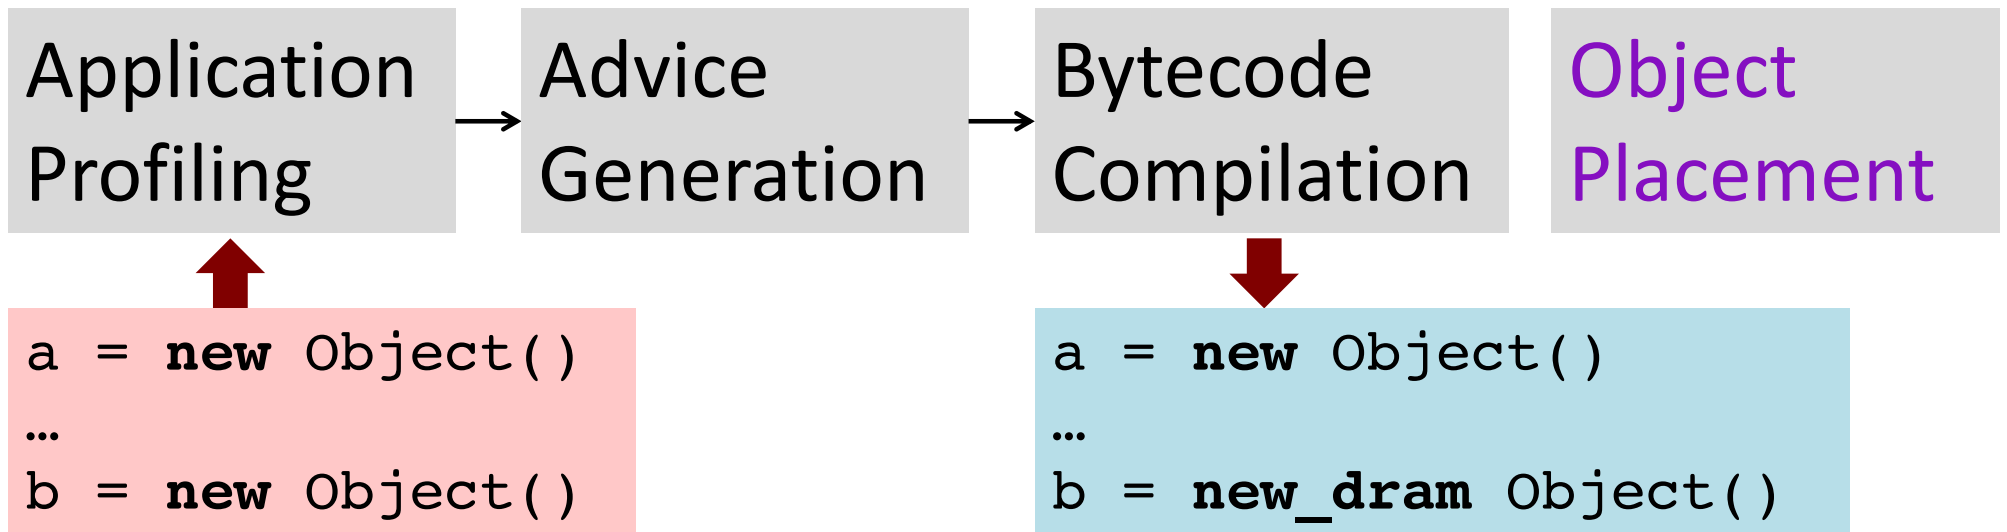 Application
Profiling
Advice
Generation
Bytecode
Compilation
Object
Placement
a = new Object()
…
b = new Object()
a = new Object()
…
b = new_dram Object()